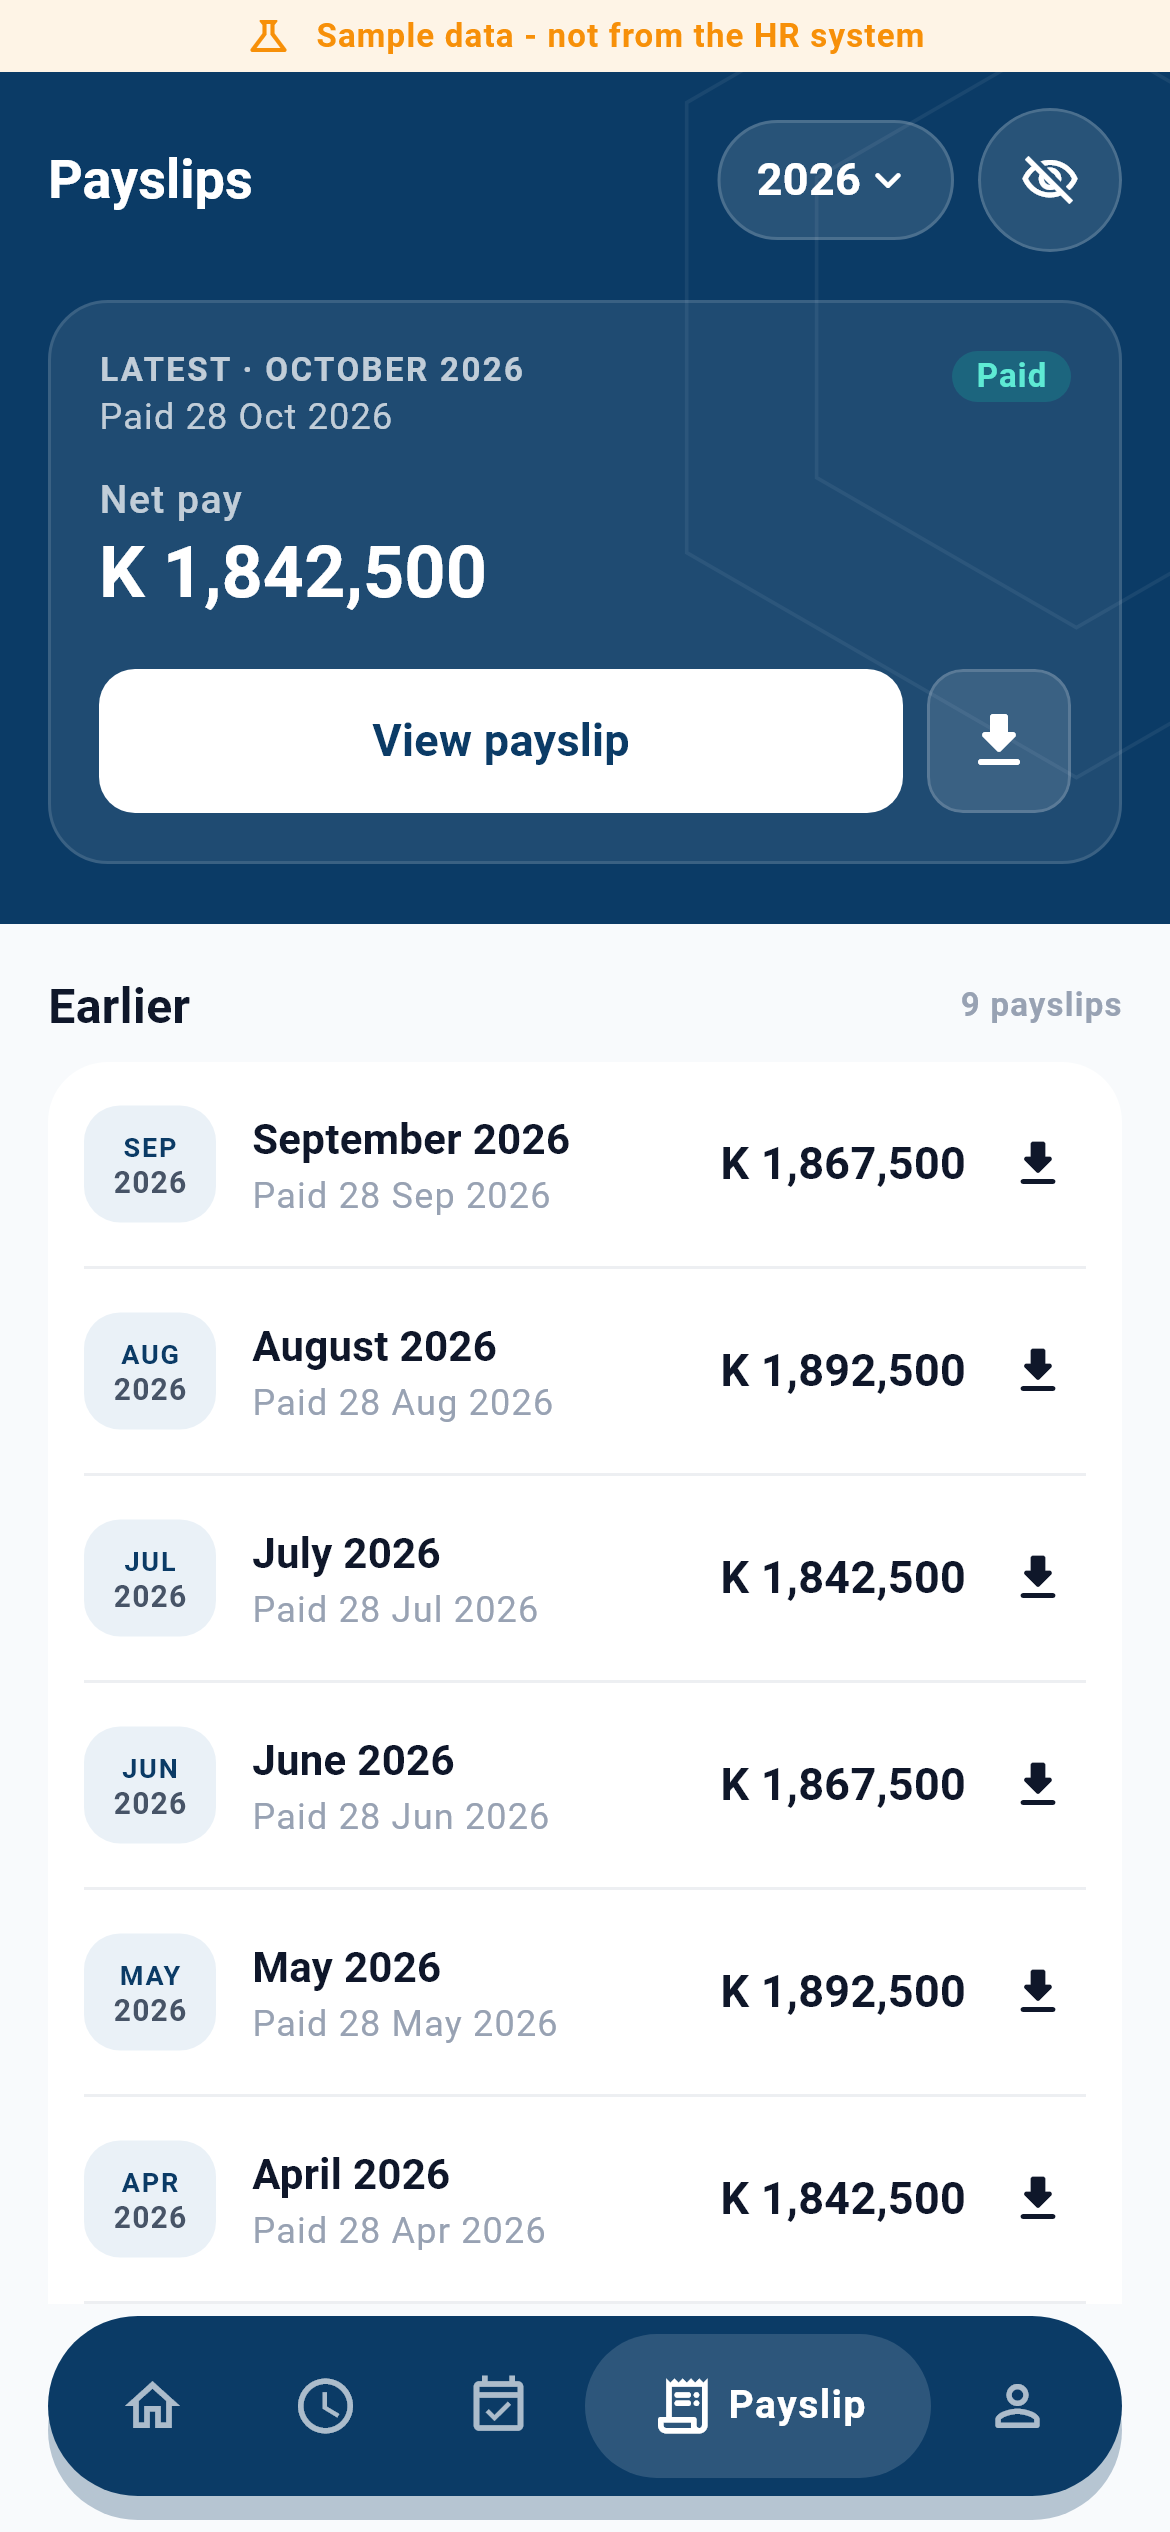 Sample data - not from the HR system
Payslips
2026
LATEST · OCTOBER 2026
Paid
Paid 28 Oct 2026
Net pay
K 1,842,500
View payslip
Earlier
9 payslips
SEP
2026
September 2026
Paid 28 Sep 2026
K 1,867,500
AUG
2026
August 2026
Paid 28 Aug 2026
K 1,892,500
JUL
2026
July 2026
Paid 28 Jul 2026
K 1,842,500
JUN
2026
June 2026
Paid 28 Jun 2026
K 1,867,500
MAY
2026
May 2026
Paid 28 May 2026
K 1,892,500
APR
2026
April 2026
Paid 28 Apr 2026
K 1,842,500
Payslip